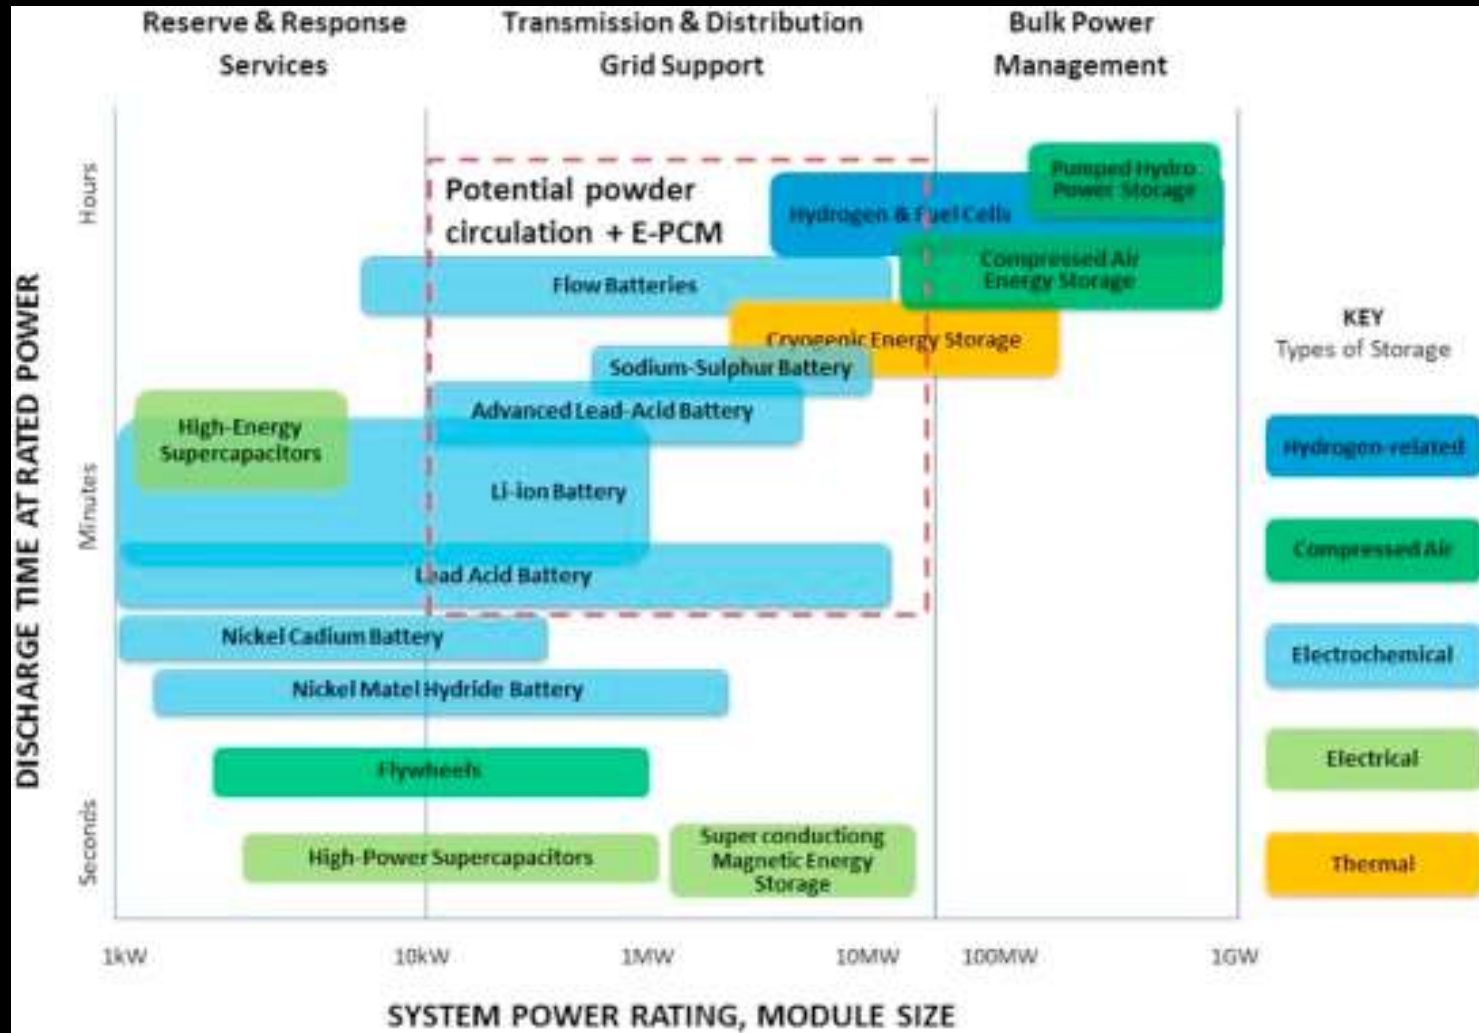 Reserve & Response
Services
Transmission & Distribution
Grid Support
Bulk Power
Management
DISCHARGE TIME AT RATED POWER
Hours
Minutes
Seconds
Potential powder
circulation + E-PCM
Pumped Hydro
Power Storage
Hydrogen & Fuel Cells
Compressed Air
Energy Storage
Flow Batteries
Cryogenic Energy Storage
Sodium-Sulphur Battery
Advanced Lead-Acid Battery
High-Energy
Supercapacitors
Li-ion Battery
Lead Acid Battery
Nickel Cadium Battery
Nickel Matel Hydride Battery
Flywheels
High-Power Supercapacitors
Super conductiong
Magnetic Energy
Storage
1kW
10kW
1MW
10MW
100MW
1GW
SYSTEM POWER RATING, MODULE SIZE
KEY
Types of Storage
Hydrogen-related
Compressed Air
Electrochemical
Electrical
Thermal